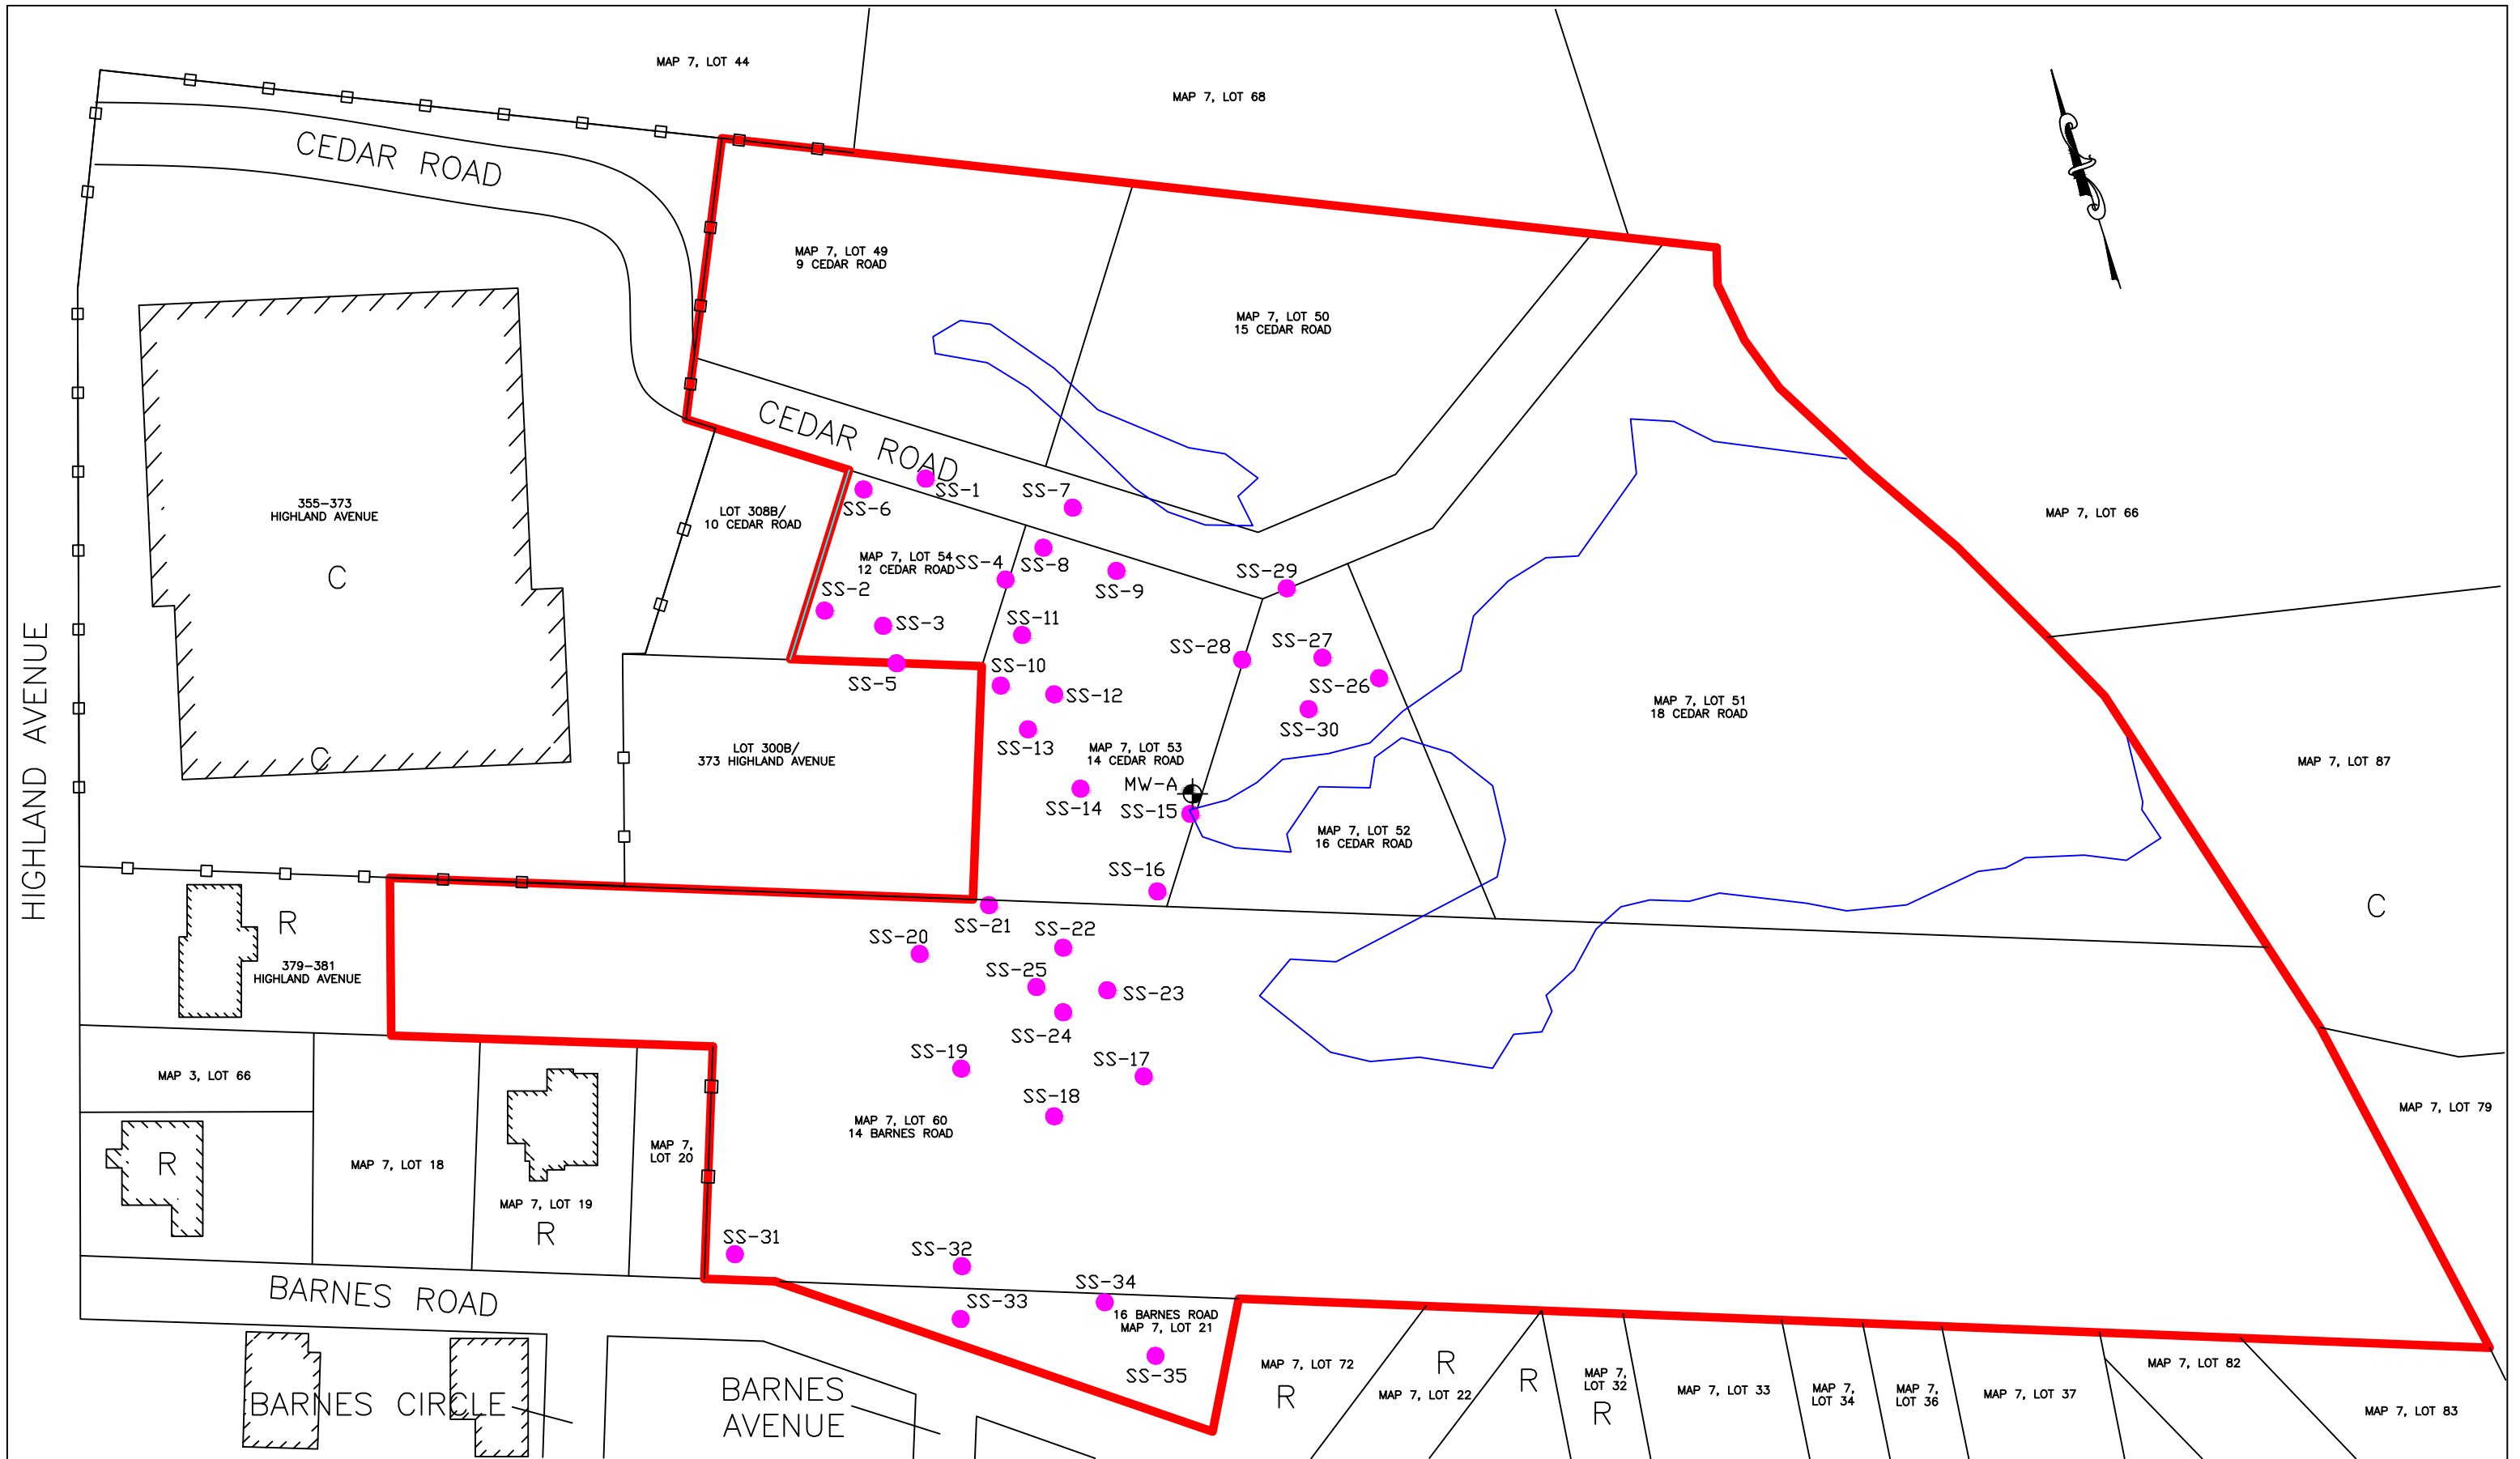 MAP 7, LOT 44
MAP 7, LOT 68
CEDAR ROAD
MAP 7, LOT 49
9 CEDAR ROAD
MAP 7, LOT 50
15 CEDAR ROAD
CEDAR ROAD
SS-1
SS-7
SS-6
355-373
HIGHLAND AVENUE
C
C
LOT 308B/
10 CEDAR ROAD
MAP 7, LOT 66
MAP 7, LOT 54
12 CEDAR ROAD
SS-4
SS-8
SS-9
SS-29
SS-2
SS-3
SS-11
SS-28
SS-27
SS-5
SS-10
SS-12
SS-26
SS-30
SS-13
HIGHLAND AVENUE
MAP 7, LOT 51
18 CEDAR ROAD
LOT 300B/
373 HIGHLAND AVENUE
MAP 7, LOT 53
14 CEDAR ROAD
MAP 7, LOT 87
MW-A
SS-14
SS-15
MAP 7, LOT 52
16 CEDAR ROAD
SS-16
C
R
SS-21
SS-20
SS-22
379-381
HIGHLAND AVENUE
SS-25
SS-23
SS-24
SS-19
SS-17
SS-18
MAP 3, LOT 66
MAP 7, LOT 79
MAP 7, LOT 60
14 BARNES ROAD
R
MAP 7, LOT 18
MAP 7,
LOT 20
MAP 7, LOT 19
R
SS-31
SS-32
SS-34
SS-33
BARNES ROAD
16 BARNES ROAD
MAP 7, LOT 21
SS-35
MAP 7, LOT 72
R
R
MAP 7, LOT 22
R
MAP 7,
LOT 32
R
MAP 7, LOT 33
MAP 7,
LOT 34
MAP 7,
LOT 36
MAP 7, LOT 37
MAP 7, LOT 82
MAP 7, LOT 83
BARNES CIRCLE
BARNES
AVENUE